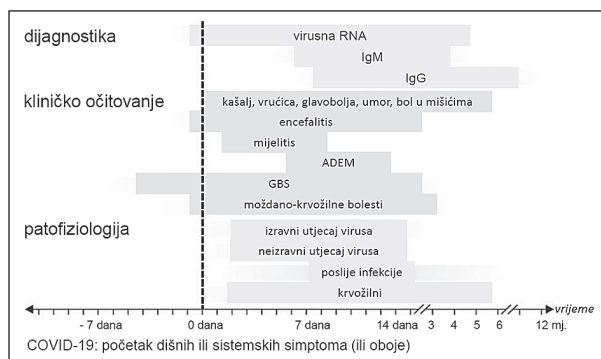 dijagnostika
virusna RNA
IgM
IgG
kliničko očitovanje
kašalj, vrućica, glavobolja, umor, bol u mišićima
encefalitis
mijelitis
ADEM
GBS
moždano-krvožilne bolesti
patofiziologija
izravni utjecaj virusa
neizravni utjecaj virusa
poslije infekcije
krvožilni
vrijeme
- 7 dana 0 dana 7 dana 14 dana 3 4 5 6 12 mj.
COVID-19: početak dišnih ili sistemskih simptoma (ili oboje)